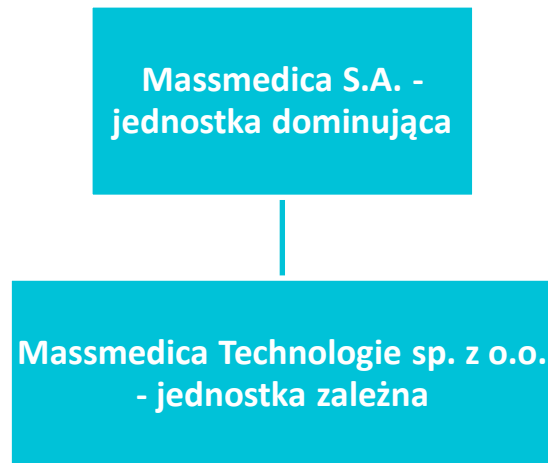 Massmedica S.A. -
jednostka dominująca
Massmedica Technologie sp. z o.o.
- jednostka zależna